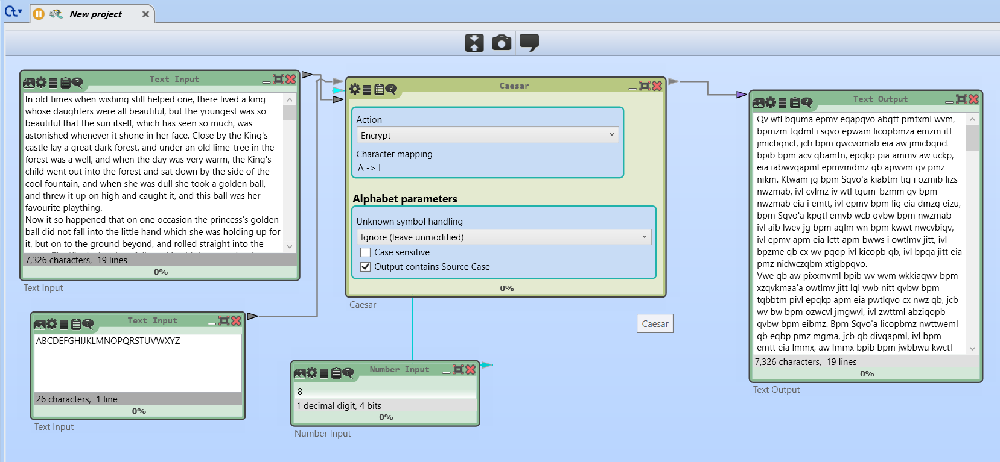 New project
Text Input
In old times when wishing still helped one, there lived a king
whose daughters were all beautiful, but the youngest was so
beautiful that the sun itself, which has seen so much, was
astonished whenever it shone in her face. Close by the King's
castle lay a great dark forest, and under an old lime-tree in the
forest was a well, and when the day was very warm, the King's
child went out into the forest and sat down by the side of the
cool fountain, and when she was dull she took a golden ball,
and threw it up on high and caught it, and this ball was her
favourite plaything.
Now it so happened that on one occasion the princess's golden
ball did not fall into the little hand which she was holding up for
it, but on to the ground beyond, and rolled straight into the
7,326 characters, 19 lines
0%
Text Input
Text Input
ABCDEFGHIJKLMNOPQRSTUVWXYZ
26 characters, 1 line
0%
Text Input
Caesar
Action
Encrypt
Character mapping
A -> I
Alphabet parameters
Unknown symbol handling
Ignore (leave unmodified)
Case sensitive
Output contains Source Case
0%
Caesar
Caesar
Number Input
8
1 decimal digit, 4 bits
0%
Number Input
Text Output
Qv wtl bquma epmv eqapqvo abqtt pmtxml wvm,
bpmzm tqdml i sqvo epwam licopbmza emzm itt
jmicbqnct, jcb bpm gwcvomab eia aw jmicbqnct
bpib bpm acv qbamtn, epqkp pia ammv aw uckp,
eia iabwvqapml epmvmdmz qb apwvm qv pmz
nikm. Ktwam jg bpm Sqvo'a kiabtm tig i ozmib lizs
nwzmab, ivl cvlmz iv wtl tqum-bzmm qv bpm
nwzmab eia i emtt, ivl epmv bpm lig eia dmzg eizu,
bpm Sqvo'a kpqtl emvb wcb qvbw bpm nwzmab
ivl aib lwev jg bpm aqlm wn bpm kwwt nwcvbiqv,
ivl epmv apm eia lctt apm bwws i owtlmv jitt, ivl
bpzme qb cx wv pqop ivl kicopb qb, ivl bpqa jitt eia
pmz nidwczqbm xtigbpqvo.
Vwe qb aw pixxmvml bpib wv wvm wkkiaqwv bpm
xzqvkmaa'a owtlmv jitt lql vwb nitt qvbw bpm
tqbbtm pivl epqkp apm eia pwtlqvo cx nwz qb, jcb
wv bw bpm ozwcvl jmgwvl, ivl zwttml abziqopb
qvbw bpm eibmz. Bpm Sqvo'a licopbmz nwttweml
qb eqbp pmz mgma, jcb qb divqapml, ivl bpm
emtt eia lmmx, aw lmmx bpib bpm jwbbwu kwctl
7,326 characters, 19 lines
0%
Text Output